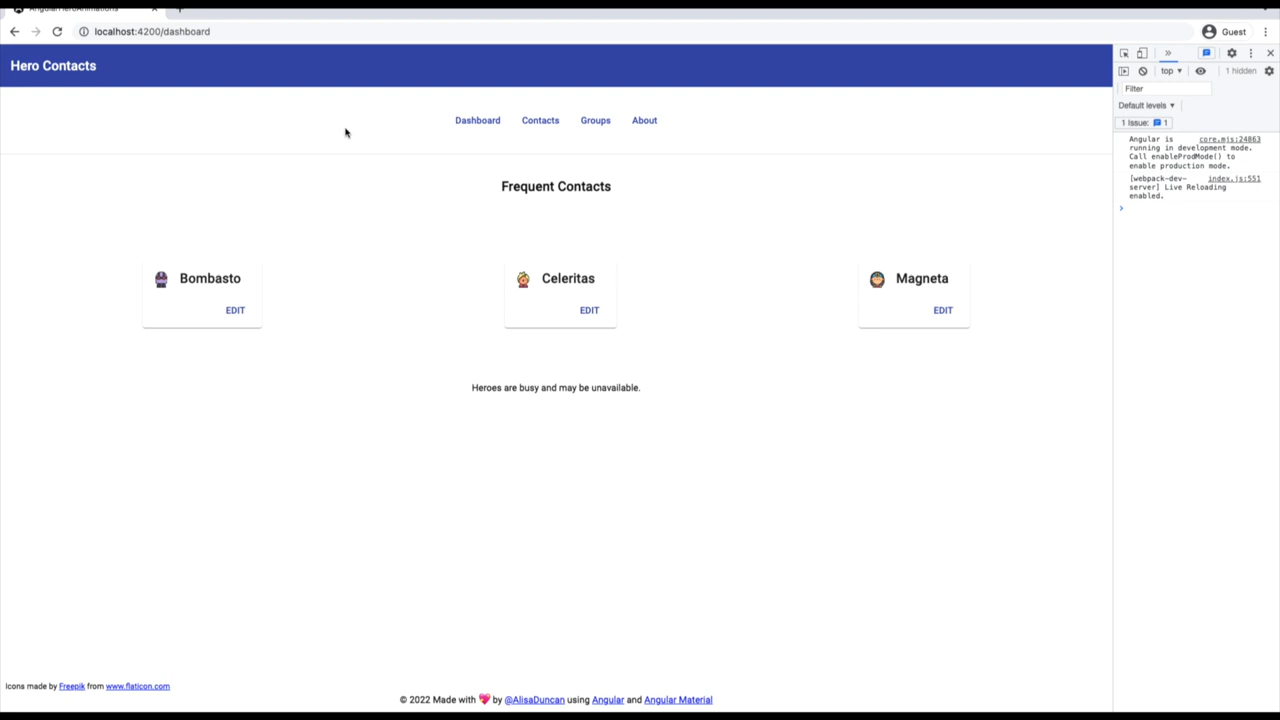 AngularHeroAnimations
localhost:4200/dashboard
Guest
Hero Contacts
Dashboard Contacts Groups About
Frequent Contacts
Bombasto
EDIT
Celeritas
EDIT
Magneta
EDIT
Heroes are busy and may be unavailable.
Icons made by Freepik from www.flaticon.com
© 2022 Made with 💖 by @AlisaDuncan using Angular and Angular Material
top ▼
1 hidden
Filter
Default levels ▼
1 Issue: 1
Angular is core.mjs:24863
running in development mode.
Call enableProdMode() to
enable production mode.
[webpack-dev- index.js:551
server] Live Reloading
enabled.